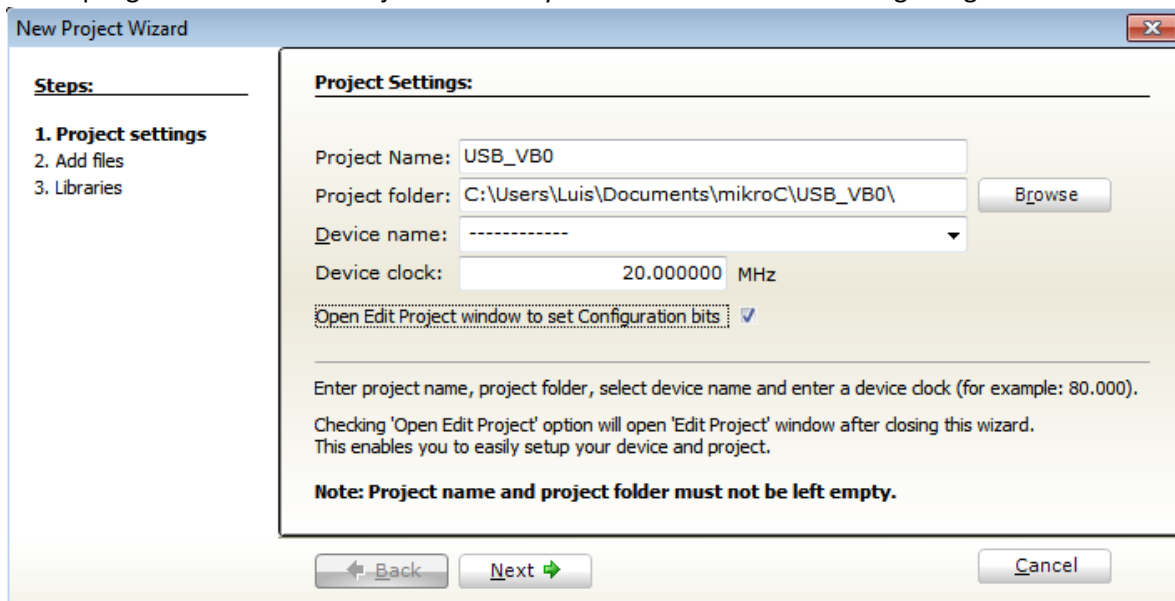 New Project Wizard
Steps:
1. Project settings
2. Add files
3. Libraries
Project Settings:
Project Name: USB_VB0
Project folder: C:\Users\Luis\Documents\mikroC\USB_VB0\ Browse
Device name: ------------
Device clock: 20.000000 MHz
Open Edit Project window to set Configuration bits
Enter project name, project folder, select device name and enter a device clock (for example: 80.000).
Checking 'Open Edit Project' option will open 'Edit Project' window after closing this wizard.
This enables you to easily setup your device and project.
Note: Project name and project folder must not be left empty.
Back Next Cancel